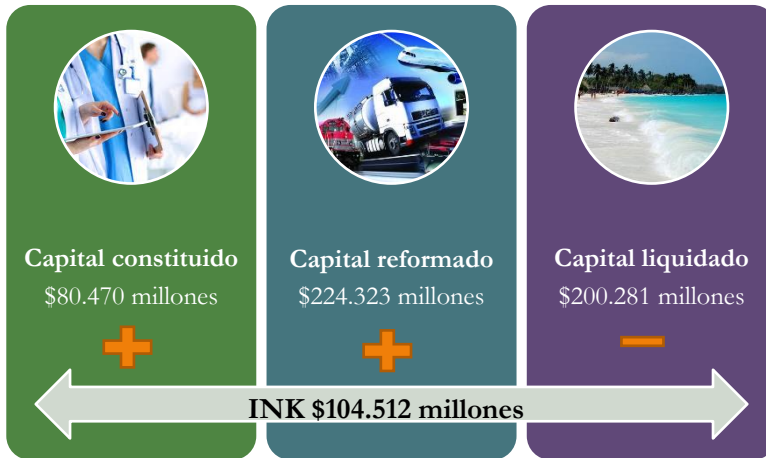 Capital constituido
$80.470 millones
Capital reformado
$224.323 millones
Capital liquidado
$200.281 millones
INK $104.512 millones